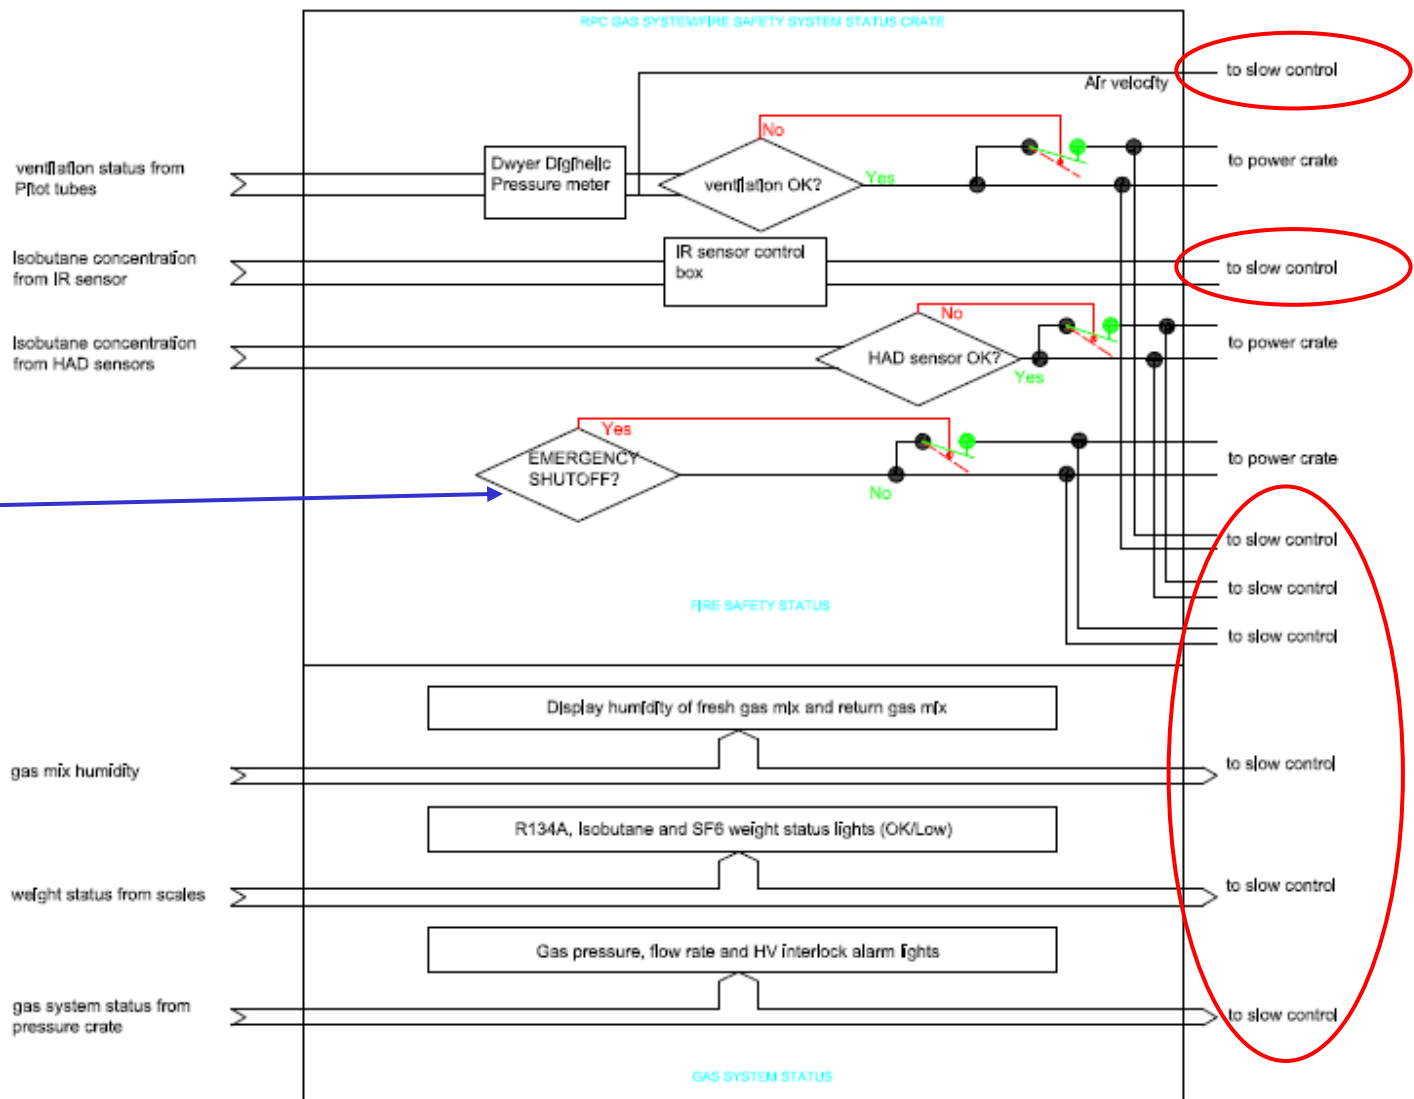 RPC GAS SYSTEM/FIRE SAFETY SYSTEM STATUS CRATE
to slow control
Air velocity
No
ventilation status from
Pitot tubes
Dwyer Digihelic
Pressure meter
ventilation OK?
Yes
to power crate
Isobutane concentration
from IR sensor
IR sensor control
box
to slow control
No
Isobutane concentration
from HAD sensors
HAD sensor OK?
Yes
to power crate
Yes
EMERGENCY
SHUTOFF?
No
to power crate
to slow control
to slow control
FIRE SAFETY STATUS
to slow control
Display humidity of fresh gas mix and return gas mix
gas mix humidity
to slow control
R134A, Isobutane and SF6 weight status lights (OK/Low)
weight status from scales
to slow control
Gas pressure, flow rate and HV interlock alarm lights
gas system status from
pressure crate
to slow control
GAS SYSTEM STATUS